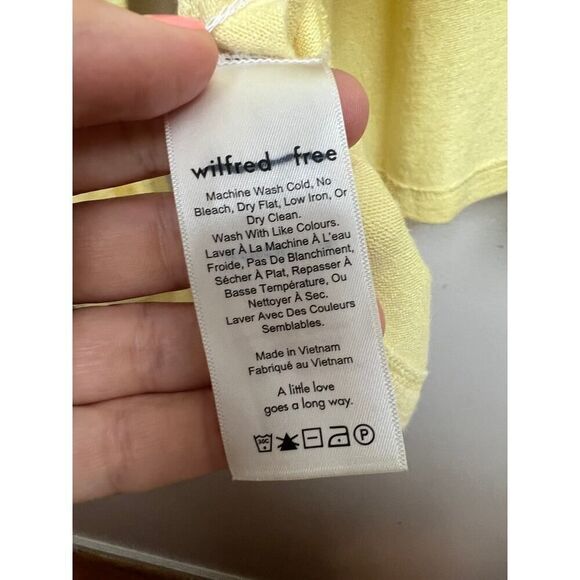 wilfred free
Machine Wash Cold, No
Bleach, Dry Flat, Low Iron, Or
Dry Clean.
Wash With Like Colours.
Laver À La Machine À L'eau
Froide, Pas De Blanchiment,
Sécher À Plat, Repasser À
Basse Température, Ou
Nettoyer À Sec.
Laver Avec Des Couleurs
Semblables.
Made in Vietnam
Fabriqué au Vietnam
A little love
goes a long way.
30C P